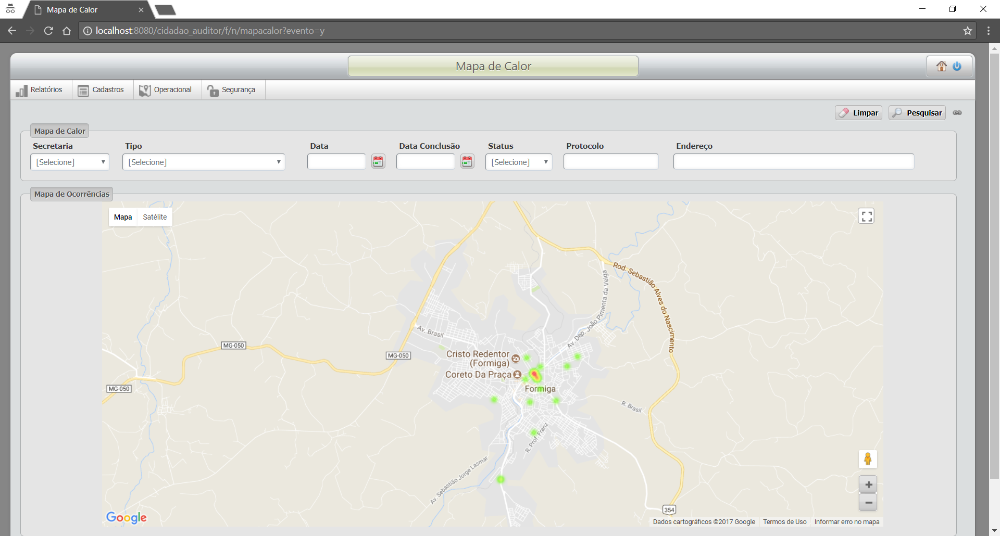 Mapa de Calor
localhost:8080/cidadao_auditor/f/n/mapacalor?evento=y
Mapa de Calor
Relatórios Cadastros Operacional Segurança
Limpar Pesquisar
Mapa de Calor
Secretaria Tipo Data Data Conclusão Status Protocolo Endereço
[Selecione] [Selecione] [Selecione]
Mapa de Ocorrências
Mapa Satélite
Rod. Sebastião Alves do Nascimento
Av. Dep. João Pimenta da Veiga
Av. Brasil
MG-050
MG-050
Cristo Redentor
(Formiga)
Coreto Da Praça
MG-050
Formiga
R. Brasil
R. Prof. Franz
Av. Sebastião Jorge Lasmar
354
Google
Dados cartográficos ©2017 Google Termos de Uso Informar erro no mapa